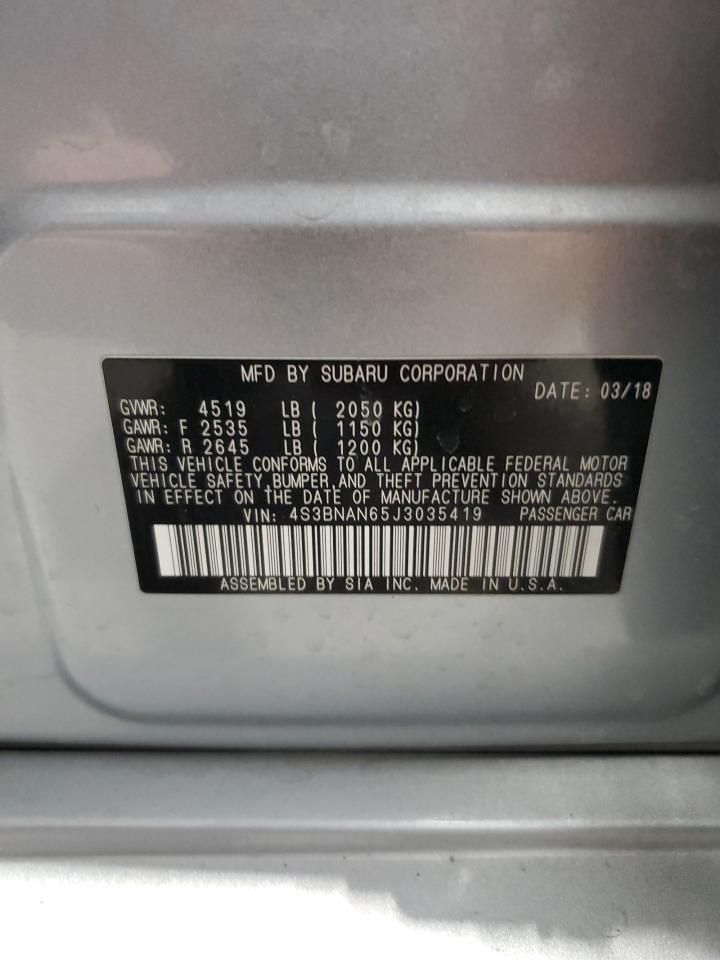 MFD BY SUBARU CORPORATION
DATE: 03/18
GVWR: 4519 LB ( 2050 KG)
GAWR: F 2535 LB ( 1150 KG)
GAWR: R 2645 LB ( 1200 KG)
THIS VEHICLE CONFORMS TO ALL APPLICABLE FEDERAL MOTOR
VEHICLE SAFETY, BUMPER, AND THEFT PREVENTION STANDARDS
IN EFFECT ON THE DATE OF MANUFACTURE SHOWN ABOVE.
VIN: 4S3BNAN65J3035419 PASSENGER CAR
ASSEMBLED BY SIA INC. MADE IN U.S.A.